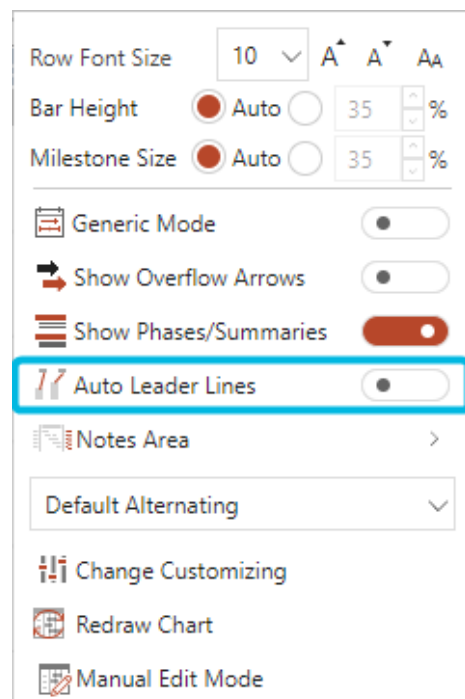 Row Font Size 10 A A AA
Bar Height Auto 35 %
Milestone Size Auto 35 %
Generic Mode
Show Overflow Arrows
Show Phases/Summaries
Auto Leader Lines
Notes Area
Default Alternating
Change Customizing
Redraw Chart
Manual Edit Mode